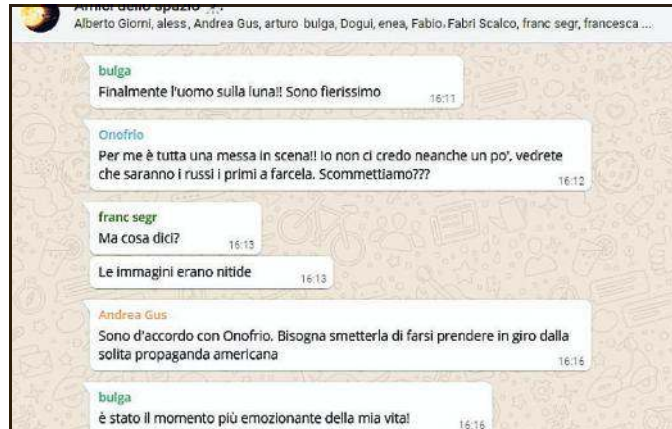 Amici dello spazio
Alberto Giorni, aless, Andrea Gus, arturo bulga, Dogui, enea, Fabio, Fabri Scalco, franc segr, francesca ...
bulga
Finalmente l'uomo sulla luna!! Sono fierissimo
16:11
Onofrio
Per me è tutta una messa in scena!! Io non ci credo neanche un po', vedrete
che saranno i russi i primi a farcela. Scommettiamo???
16:12
franc segr
Ma cosa dici?
16:13
Le immagini erano nitide
16:13
Andrea Gus
Sono d'accordo con Onofrio. Bisogna smetterla di farsi prendere in giro dalla
solita propaganda americana
16:16
bulga
è stato il momento più emozionante della mia vita!
16:16